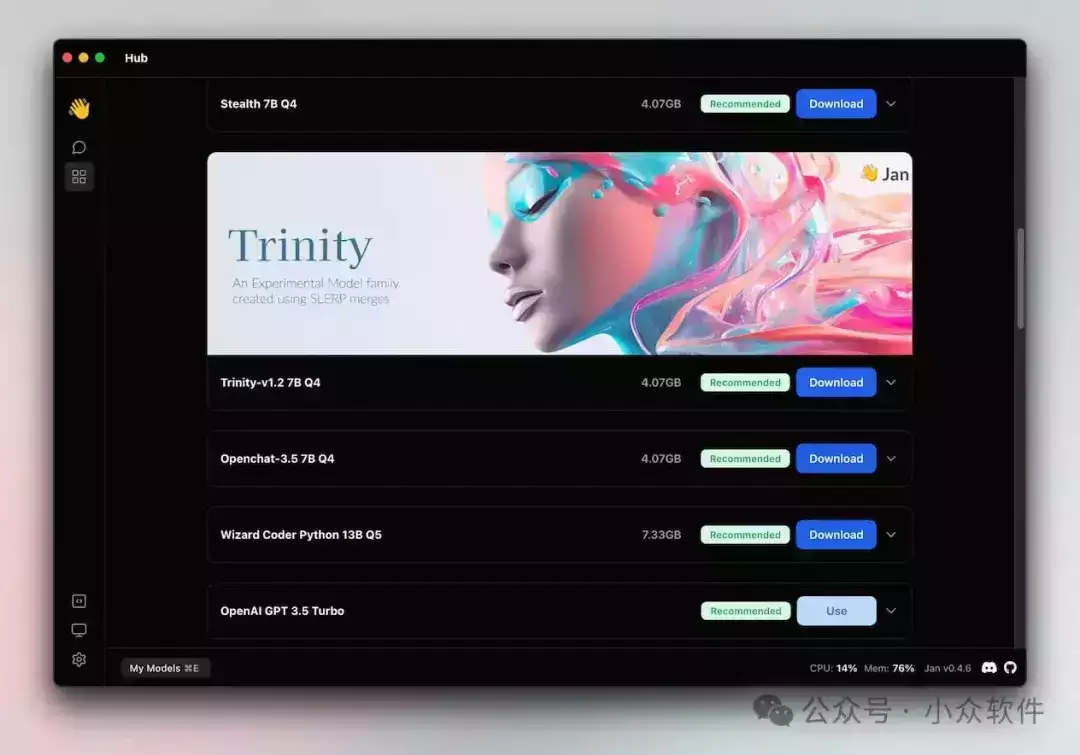 Hub
Stealth 7B Q4 4.07GB Recommended Download
Jan
Trinity
An Experimental Model family
created using SLERP merges
Trinity-v1.2 7B Q4 4.07GB Recommended Download
Openchat-3.5 7B Q4 4.07GB Recommended Download
Wizard Coder Python 13B Q5 7.33GB Recommended Download
OpenAI GPT 3.5 Turbo Recommended Use
My Models ⌘E CPU: 14% Mem: 76% Jan v0.4.6
公众号 · 小众软件